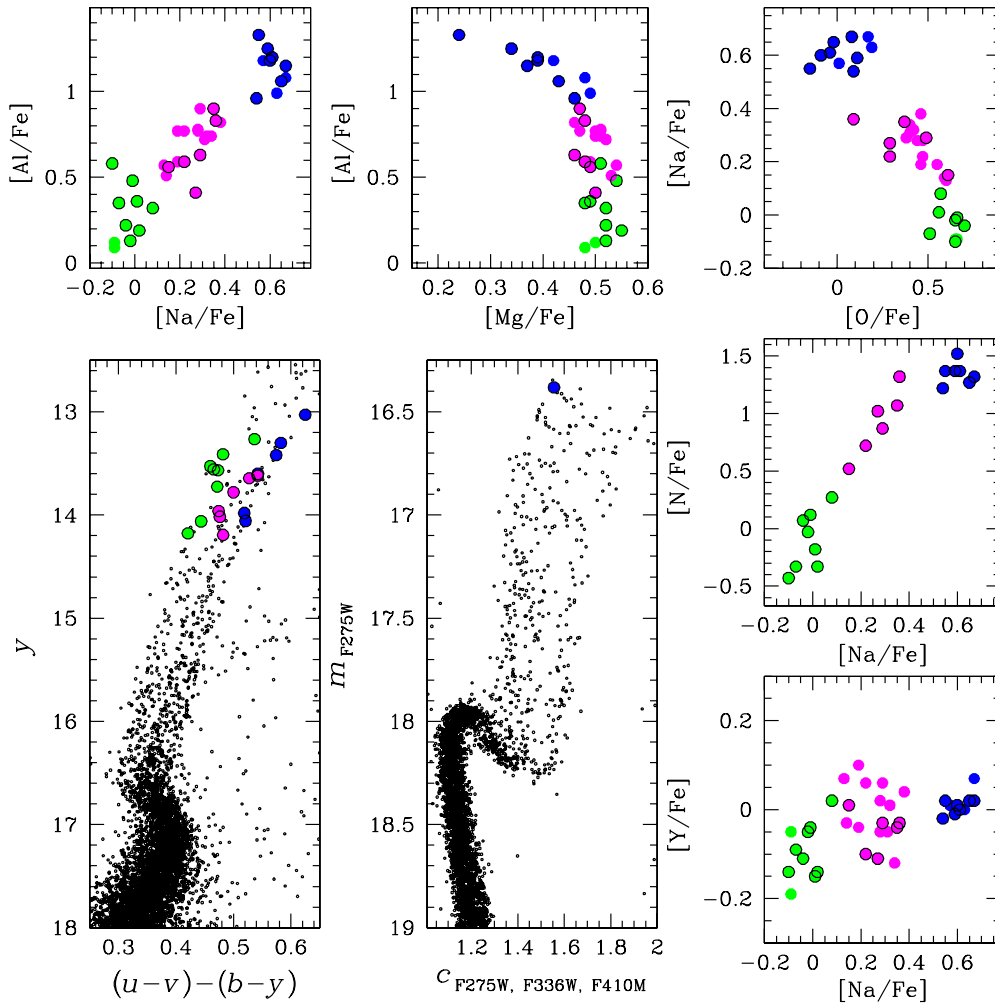 [Al/Fe]
0
0.5
1
−0.2 0 0.2 0.4 0.6
[Na/Fe]
[Al/Fe]
0
0.5
1
0.2 0.3 0.4 0.5 0.6
[Mg/Fe]
[Na/Fe]
−0.2
0
0.2
0.4
0.6
0 0.5
[O/Fe]
y
13
14
15
16
17
18
0.3 0.4 0.5 0.6
(u−v)−(b−y)
m F275W
16.5
17
17.5
18
18.5
19
1.2 1.4 1.6 1.8 2
c F275W, F336W, F410M
[N/Fe]
1.5
1
0.5
0
−0.5
−0.2 0 0.2 0.4 0.6
[Na/Fe]
[Y/Fe]
0.2
0
−0.2
−0.2 0 0.2 0.4 0.6
[Na/Fe]